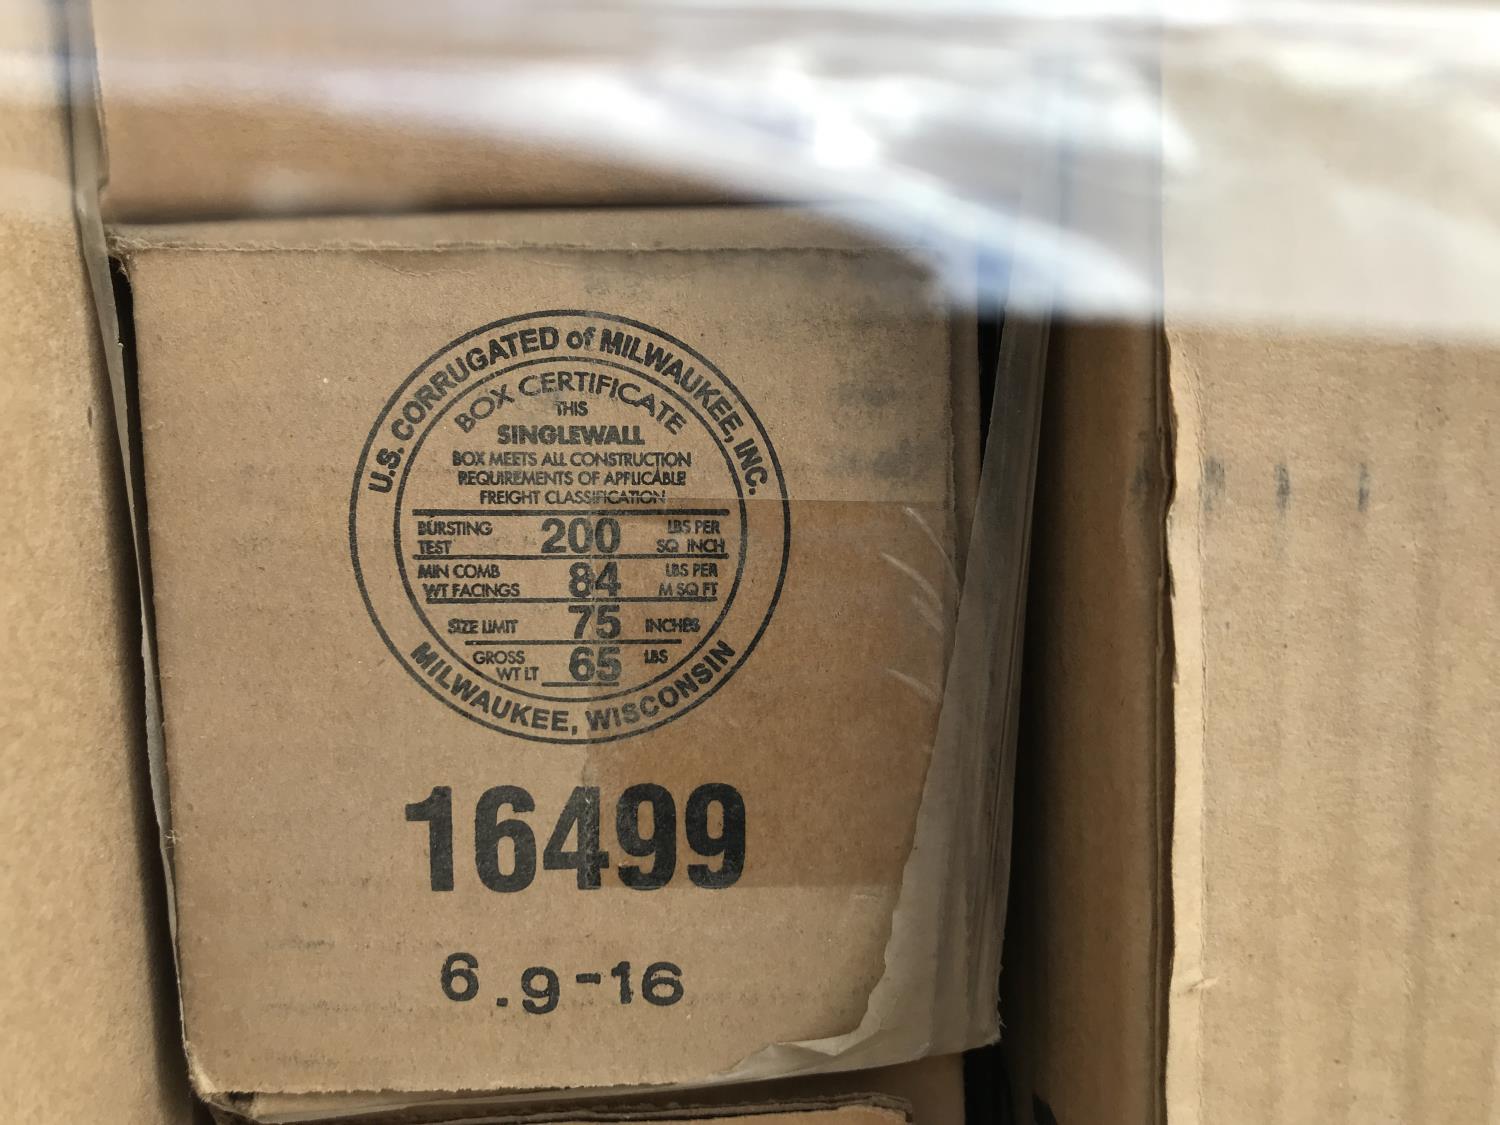 U.S. CORRUGATED of MILWAUKEE, INC.
BOX CERTIFICATE
THIS
SINGLEWALL
BOX MEETS ALL CONSTRUCTION
REQUIREMENTS OF APPLICABLE
FREIGHT CLASSIFICATION
BURSTING TEST 200 LBS PER SQ INCH
MIN COMB WT FACINGS 84 LBS PER M SQ FT
SIZE LIMIT 75 INCHES
GROSS WT LT 65 LBS
MILWAUKEE, WISCONSIN
16499
6.9-16